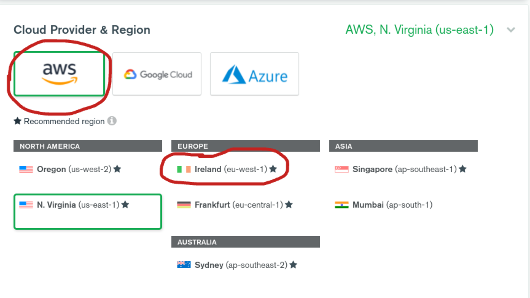 Cloud Provider & Region
AWS, N. Virginia (us-east-1)
aws
Google Cloud
Azure
★ Recommended region i
NORTH AMERICA
Oregon (us-west-2) ★
N. Virginia (us-east-1) ★
EUROPE
Ireland (eu-west-1) ★
Frankfurt (eu-central-1) ★
AUSTRALIA
Sydney (ap-southeast-2) ★
ASIA
Singapore (ap-southeast-1) ★
Mumbai (ap-south-1)